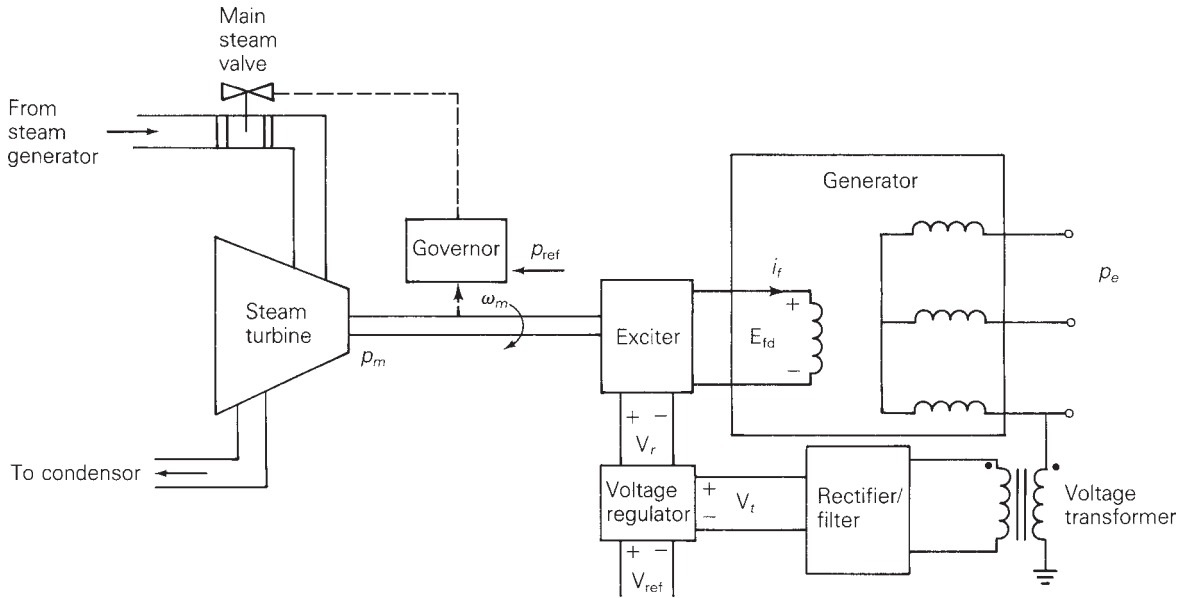 Main
steam
valve
From
steam
generator
Generator
Governor
p_ref
i_f
+
p_e
ω_m
Steam
turbine
Exciter
E_fd
p_m
−
+ −
V_r
To condensor
Voltage
regulator
+
−
V_t
Rectifier/
filter
Voltage
transformer
+ −
V_ref